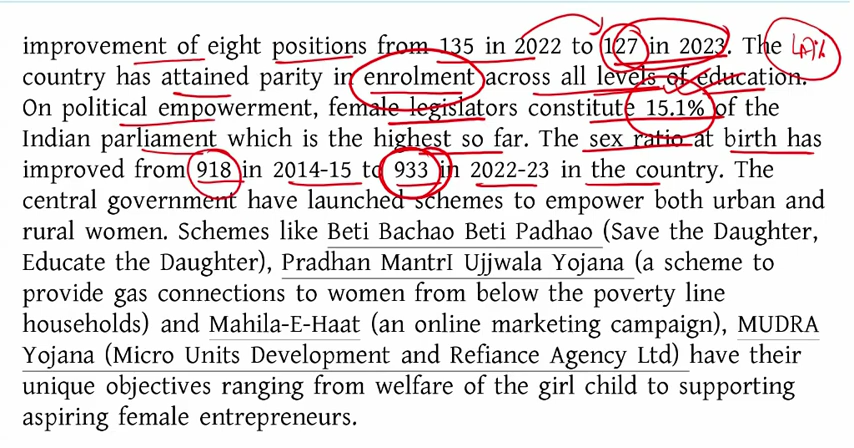 improvement of eight positions from 135 in 2022 to 127 in 2023. The
country has attained parity in enrolment across all levels of education.
On political empowerment, female legislators constitute 15.1% of the
Indian parliament which is the highest so far. The sex ratio at birth has
improved from 918 in 2014-15 to 933 in 2022-23 in the country. The
central government have launched schemes to empower both urban and
rural women. Schemes like Beti Bachao Beti Padhao (Save the Daughter,
Educate the Daughter), Pradhan MantrI Ujjwala Yojana (a scheme to
provide gas connections to women from below the poverty line
households) and Mahila-E-Haat (an online marketing campaign), MUDRA
Yojana (Micro Units Development and Refiance Agency Ltd) have their
unique objectives ranging from welfare of the girl child to supporting
aspiring female entrepreneurs.